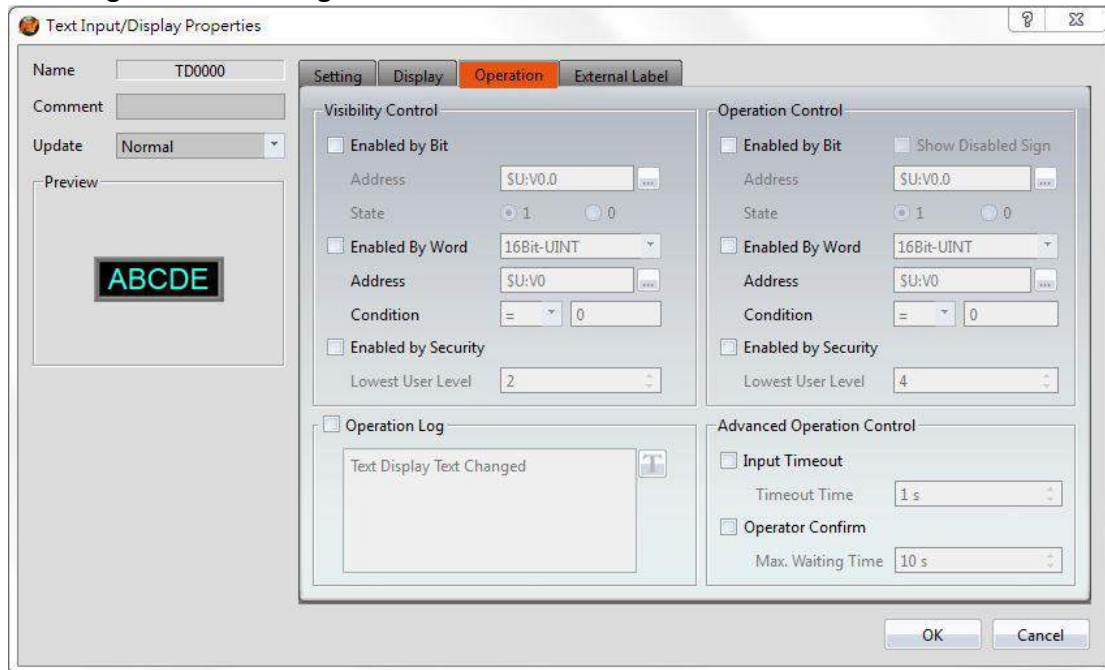 Text Input/Display Properties
Name TD0000
Comment
Update Normal
Preview
ABCDE
Setting Display Operation External Label
Visibility Control
Enabled by Bit
Address $U:V0.0 ...
State 1 0
Enabled By Word 16Bit-UINT
Address $U:V0 ...
Condition = 0
Enabled by Security
Lowest User Level 2
Operation Control
Enabled by Bit Show Disabled Sign
Address $U:V0.0 ...
State 1 0
Enabled By Word 16Bit-UINT
Address $U:V0 ...
Condition = 0
Enabled by Security
Lowest User Level 4
Operation Log
Text Display Text Changed
T
Advanced Operation Control
Input Timeout
Timeout Time 1 s
Operator Confirm
Max. Waiting Time 10 s
OK Cancel